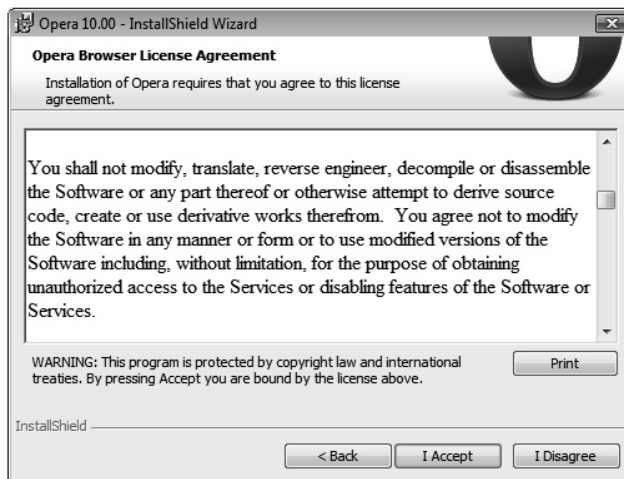 Opera 10.00 - InstallShield Wizard
Opera Browser License Agreement
Installation of Opera requires that you agree to this license
agreement.
You shall not modify, translate, reverse engineer, decompile or disassemble
the Software or any part thereof or otherwise attempt to derive source
code, create or use derivative works therefrom.  You agree not to modify
the Software in any manner or form or to use modified versions of the
Software including, without limitation, for the purpose of obtaining
unauthorized access to the Services or disabling features of the Software or
Services.
WARNING: This program is protected by copyright law and international
treaties. By pressing Accept you are bound by the license above.
Print
InstallShield
< Back
I Accept
I Disagree